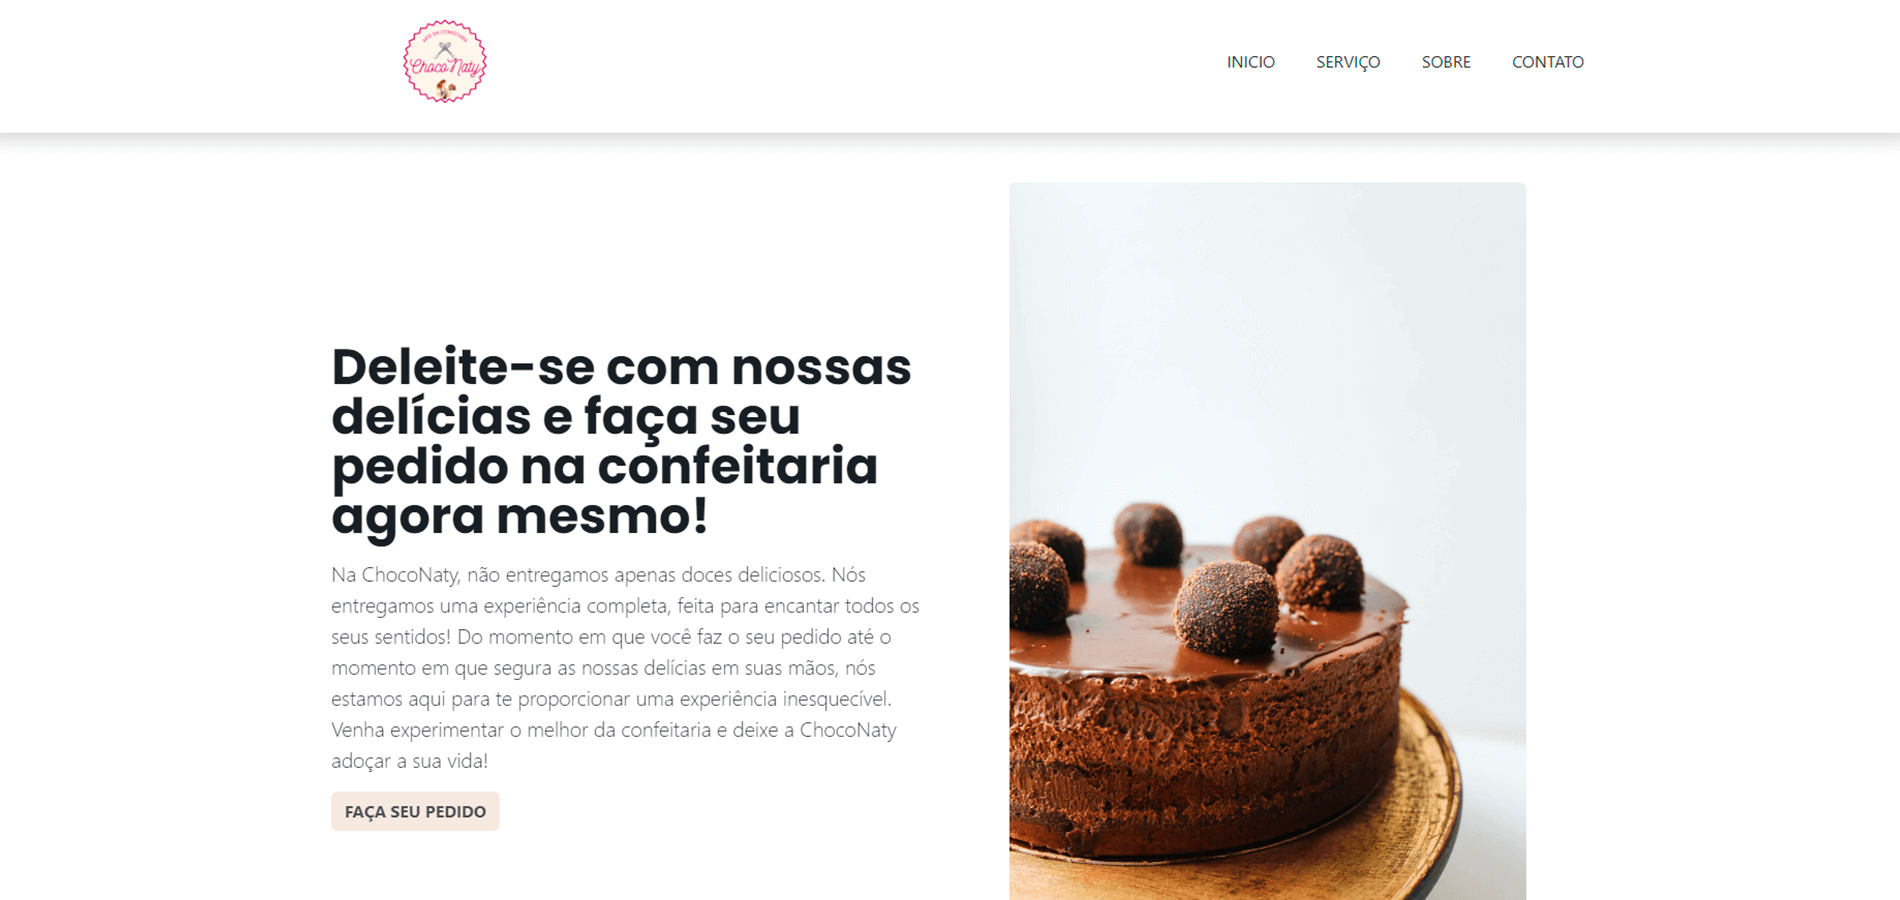 ARTE DA CONFEITARIA
ChocoNaty
INICIO SERVIÇO SOBRE CONTATO
Deleite-se com nossas
delícias e faça seu
pedido na confeitaria
agora mesmo!
Na ChocoNaty, não entregamos apenas doces deliciosos. Nós
entregamos uma experiência completa, feita para encantar todos os
seus sentidos! Do momento em que você faz o seu pedido até o
momento em que segura as nossas delícias em suas mãos, nós
estamos aqui para te proporcionar uma experiência inesquecível.
Venha experimentar o melhor da confeitaria e deixe a ChocoNaty
adoçar a sua vida!
FAÇA SEU PEDIDO